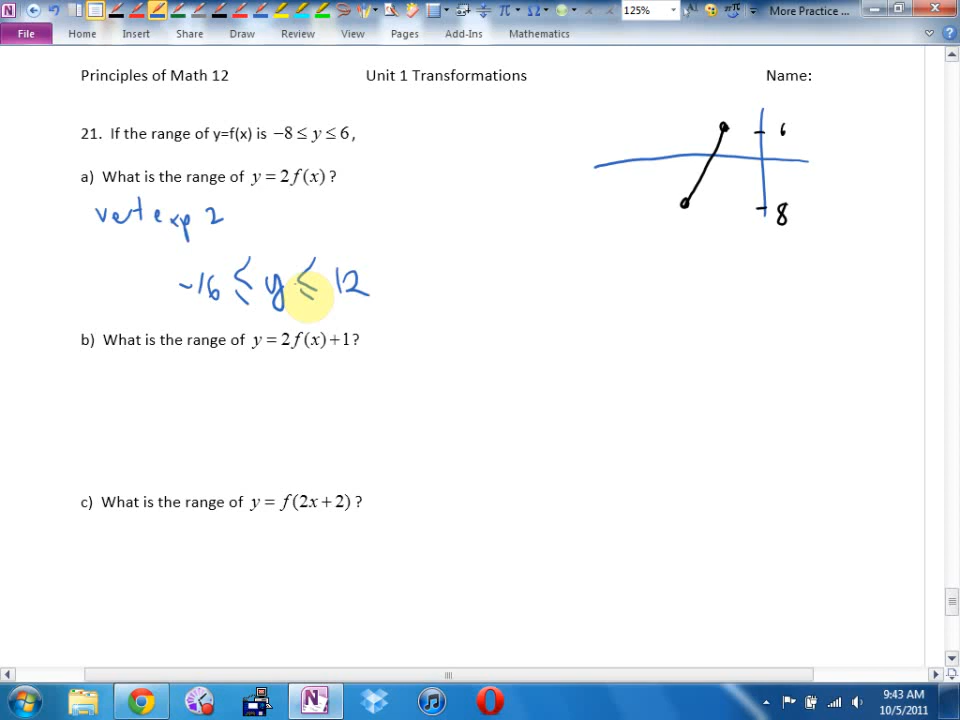 125%
More Practice ...
File Home Insert Share Draw Review View Pages Add-Ins Mathematics
Principles of Math 12 Unit 1 Transformations Name:
21. If the range of y=f(x) is −8 ≤ y ≤ 6,
6
a) What is the range of y = 2f(x)?
vert exp 2
8
-16 ≤ y ≤ 12
b) What is the range of y = 2f(x)+1?
c) What is the range of y = f(2x+2)?
9:43 AM
10/5/2011